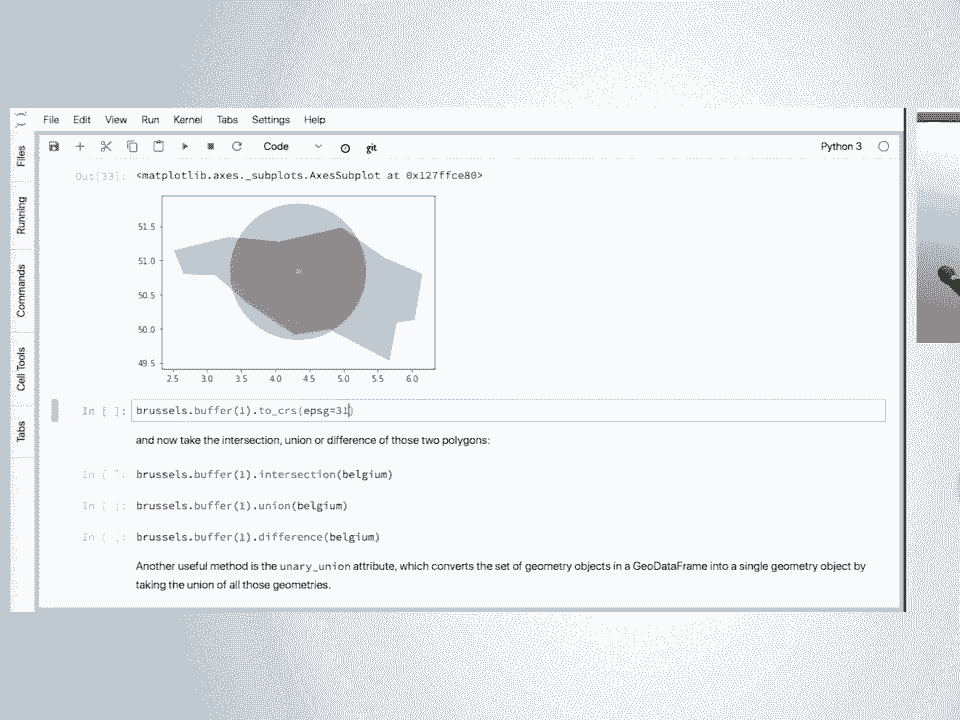 File Edit View Run Kernel Tabs Settings Help
Files
Running
Commands
Cell Tools
Tabs
Code
git
Python 3
Out[33]: <matplotlib.axes._subplots.AxesSubplot at 0x127ffce80>
51.5
51.0
50.5
50.0
49.5
2.5 3.0 3.5 4.0 4.5 5.0 5.5 6.0
In [ ]: brussels.buffer(1).to_crs(epsg=31)
and now take the intersection, union or difference of those two polygons:
In [ ]: brussels.buffer(1).intersection(belgium)
In [ ]: brussels.buffer(1).union(belgium)
In [ ]: brussels.buffer(1).difference(belgium)
Another useful method is the unary_union attribute, which converts the set of geometry objects in a GeoDataFrame into a single geometry object by
taking the union of all those geometries.